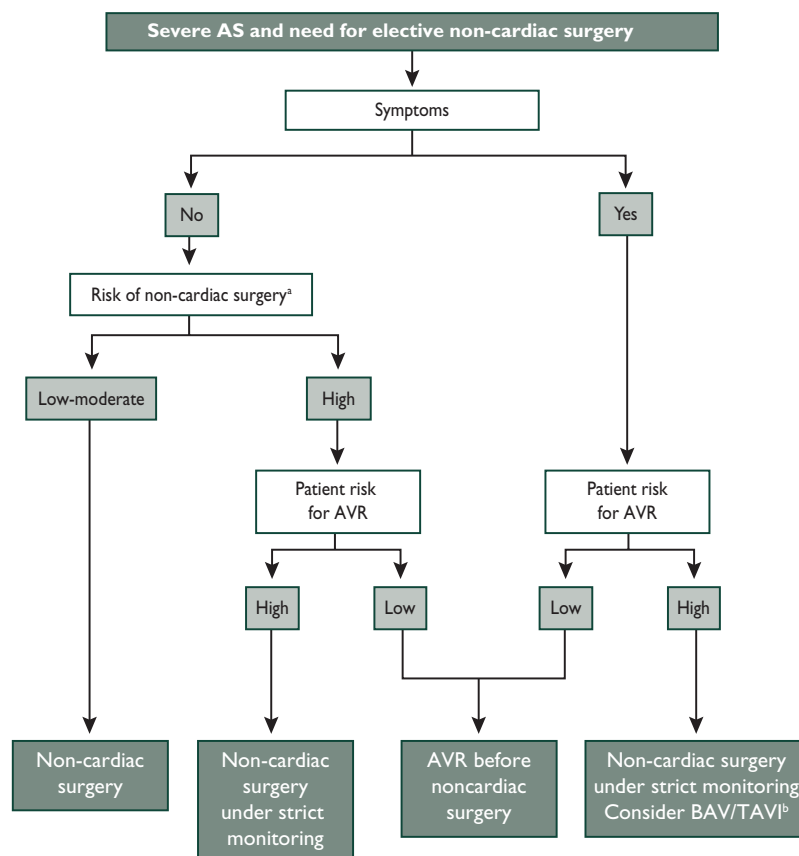 Severe AS and need for elective non-cardiac surgery
Symptoms
No
Yes
Risk of non-cardiac surgeryᵃ
Low-moderate
High
Patient risk
for AVR
Patient risk
for AVR
High
Low
Low
High
Non-cardiac
surgery
Non-cardiac
surgery
under strict
monitoring
AVR before
noncardiac
surgery
Non-cardiac surgery
under strict monitoring
Consider BAV/TAVIᵇ